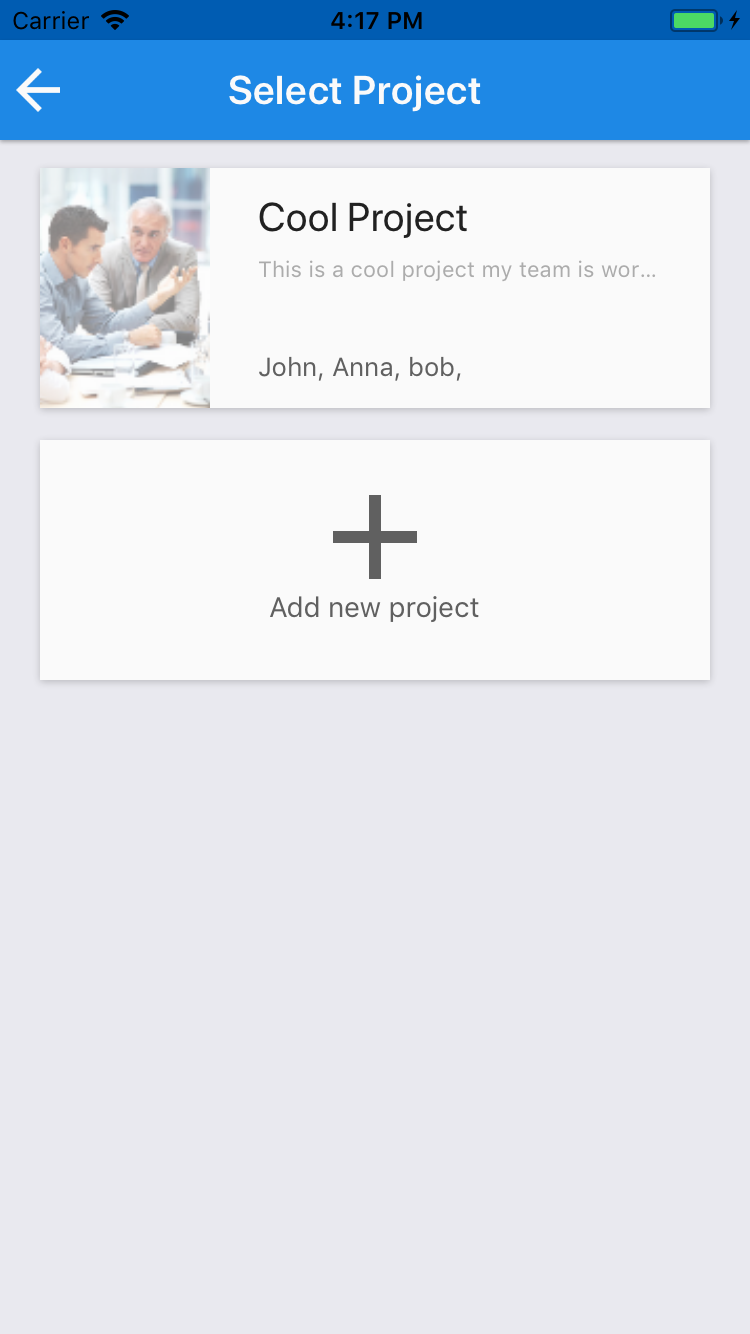 Carrier 4:17 PM
Select Project
Cool Project
This is a cool project my team is wor...
John, Anna, bob,
Add new project